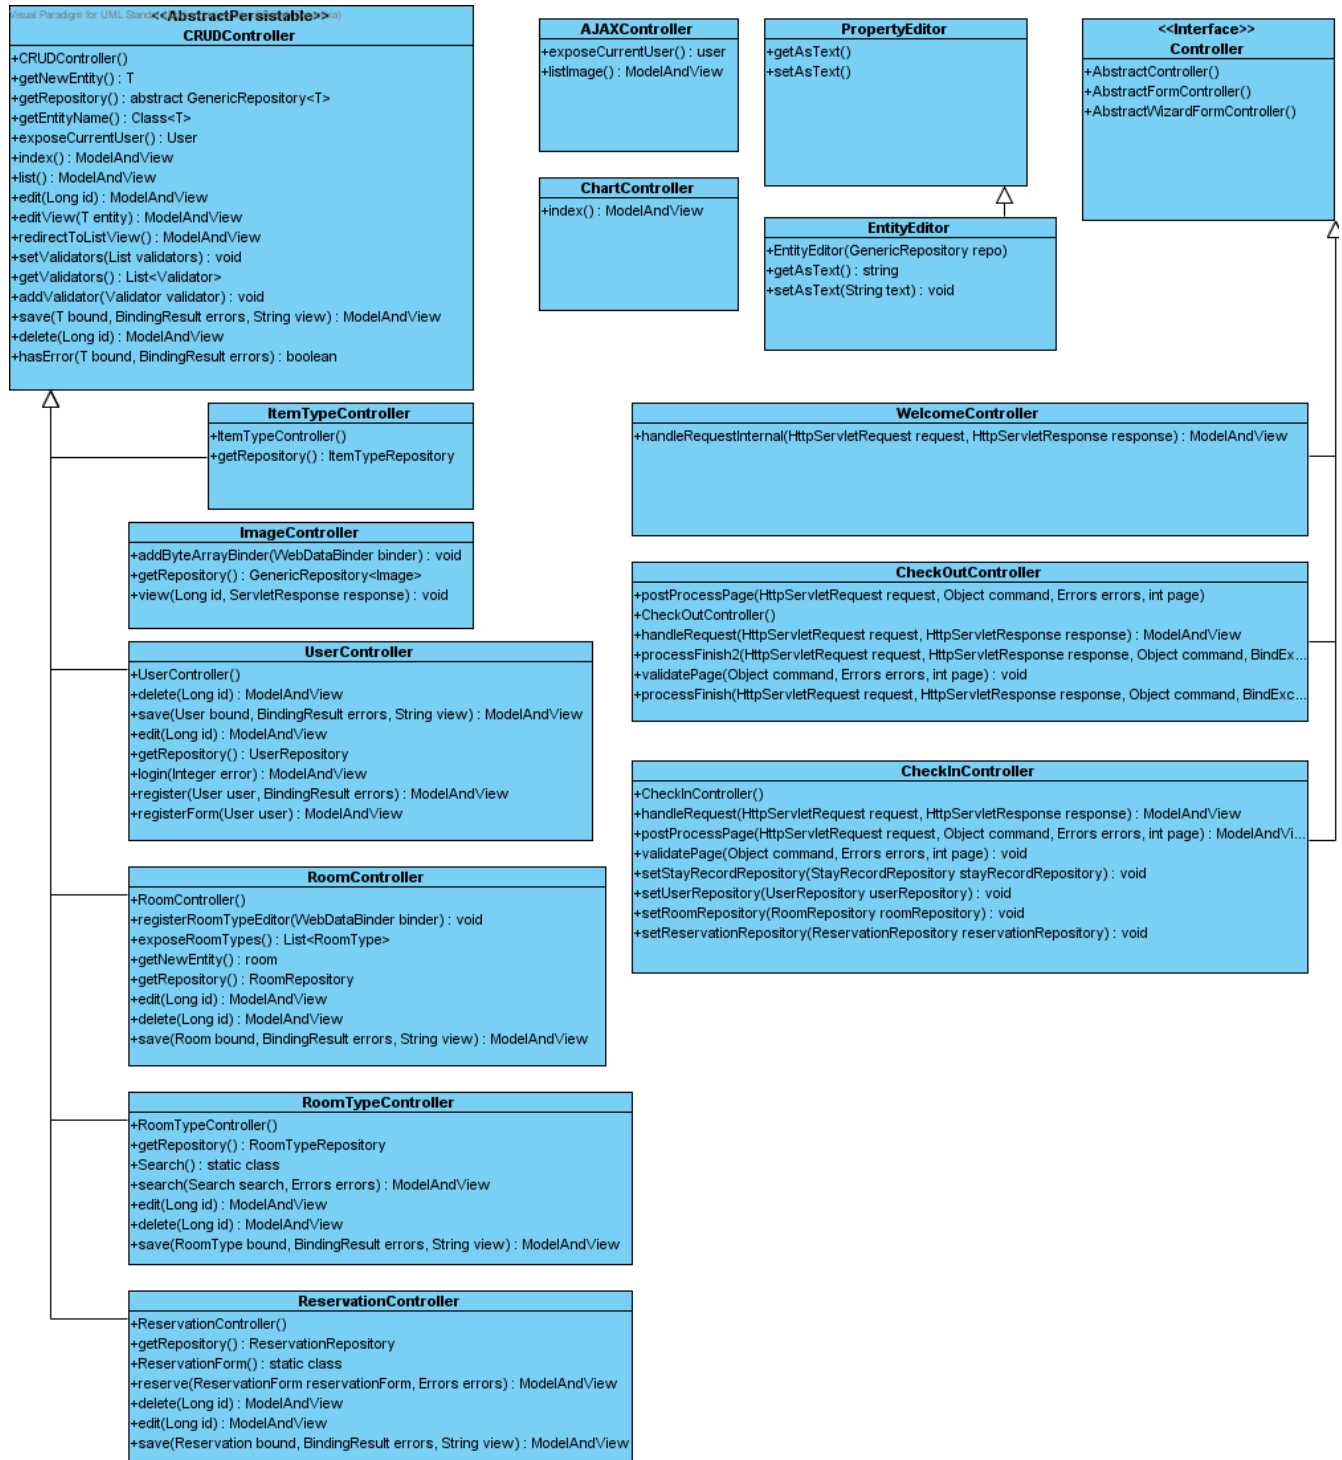 Visual Paradigm for UML
<<AbstractPersistable>>
CRUDController
+CRUDController()
+getNewEntity() : T
+getRepository() : abstract GenericRepository<T>
+getEntityName() : Class<T>
+exposeCurrentUser() : User
+index() : ModelAndView
+list() : ModelAndView
+edit(Long id) : ModelAndView
+editView(T entity) : ModelAndView
+redirectToListView() : ModelAndView
+setValidators(List validators) : void
+getValidators() : List<Validator>
+addValidator(Validator validator) : void
+save(T bound, BindingResult errors, String view) : ModelAndView
+delete(Long id) : ModelAndView
+hasError(T bound, BindingResult errors) : boolean
AJAXController
+exposeCurrentUser() : user
+listImage() : ModelAndView
ChartController
+index() : ModelAndView
PropertyEditor
+getAsText()
+setAsText()
EntityEditor
+EntityEditor(GenericRepository repo)
+getAsText() : string
+setAsText(String text) : void
<<Interface>>
Controller
+AbstractController()
+AbstractFormController()
+AbstractWizardFormController()
ItemTypeController
+ItemTypeController()
+getRepository() : ItemTypeRepository
ImageController
+addByteArrayBinder(WebDataBinder binder) : void
+getRepository() : GenericRepository<Image>
+view(Long id, ServletResponse response) : void
UserController
+UserController()
+delete(Long id) : ModelAndView
+save(User bound, BindingResult errors, String view) : ModelAndView
+edit(Long id) : ModelAndView
+getRepository() : UserRepository
+login(Integer error) : ModelAndView
+register(User user, BindingResult errors) : ModelAndView
+registerForm(User user) : ModelAndView
RoomController
+RoomController()
+registerRoomTypeEditor(WebDataBinder binder) : void
+exposeRoomTypes() : List<RoomType>
+getNewEntity() : room
+getRepository() : RoomRepository
+edit(Long id) : ModelAndView
+delete(Long id) : ModelAndView
+save(Room bound, BindingResult errors, String view) : ModelAndView
RoomTypeController
+RoomTypeController()
+getRepository() : RoomTypeRepository
+Search() : static class
+search(Search search, Errors errors) : ModelAndView
+edit(Long id) : ModelAndView
+delete(Long id) : ModelAndView
+save(RoomType bound, BindingResult errors, String view) : ModelAndView
ReservationController
+ReservationController()
+getRepository() : ReservationRepository
+ReservationForm() : static class
+reserve(ReservationForm reservationForm, Errors errors) : ModelAndView
+delete(Long id) : ModelAndView
+edit(Long id) : ModelAndView
+save(Reservation bound, BindingResult errors, String view) : ModelAndView
WelcomeController
+handleRequestInternal(HttpServletRequest request, HttpServletResponse response) : ModelAndView
CheckOutController
+postProcessPage(HttpServletRequest request, Object command, Errors errors, int page)
+CheckOutController()
+handleRequest(HttpServletRequest request, HttpServletResponse response) : ModelAndView
+processFinish2(HttpServletRequest request, HttpServletResponse response, Object command, BindEx...
+validatePage(Object command, Errors errors, int page) : void
+processFinish(HttpServletRequest request, HttpServletResponse response, Object command, BindExc...
CheckInController
+CheckInController()
+handleRequest(HttpServletRequest request, HttpServletResponse response) : ModelAndView
+postProcessPage(HttpServletRequest request, Object command, Errors errors, int page) : ModelAndVi...
+validatePage(Object command, Errors errors, int page) : void
+setStayRecordRepository(StayRecordRepository stayRecordRepository) : void
+setUserRepository(UserRepository userRepository) : void
+setRoomRepository(RoomRepository roomRepository) : void
+setReservationRepository(ReservationRepository reservationRepository) : void